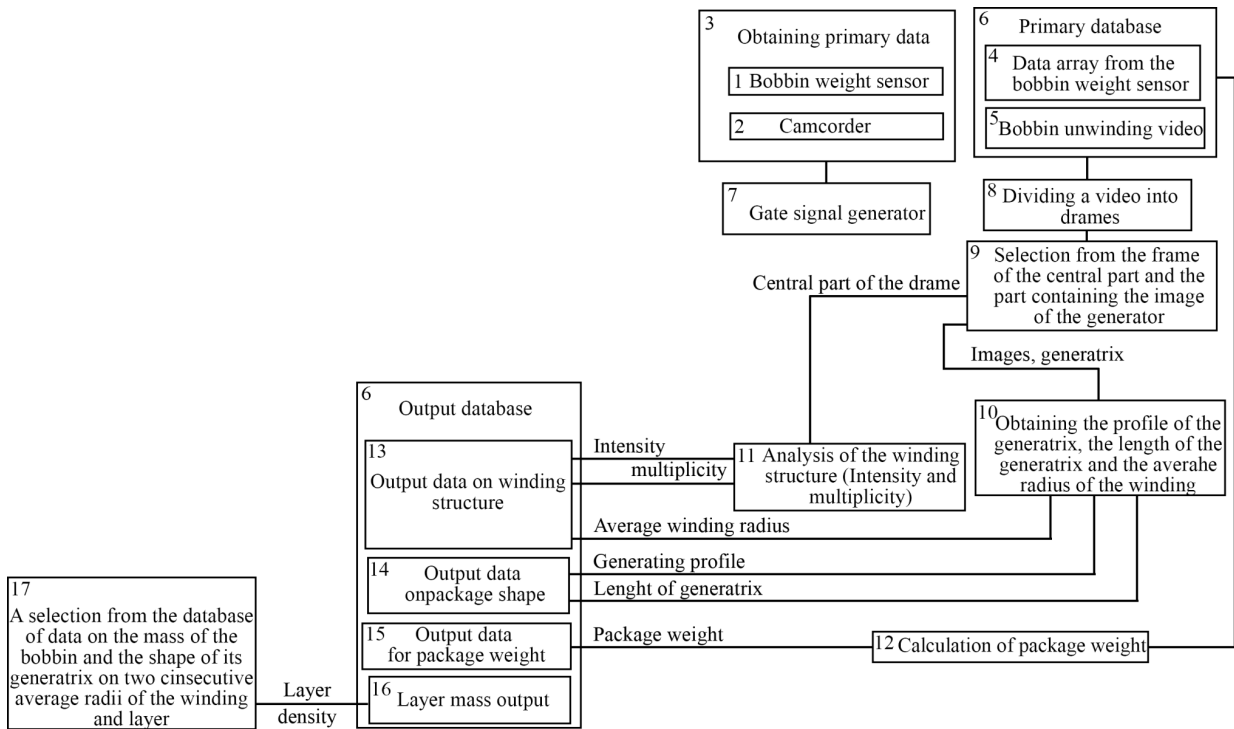 3
Obtaining primary data
1 Bobbin weight sensor
2 Camcorder
6
Primary database
4 Data array from the
bobbin weight sensor
5 Bobbin unwinding video
7
Gate signal generator
8 Dividing a video into
drames
9
Selection from the frame
of the central part and the
part containing the image
of the generator
Central part of the drame
Images, generatrix
6
Output database
13
Output data on winding
structure
Intensity
multiplicity
11 Analysis of the winding
structure (Intensity and
multiplicity)
10
Obtaining the profile of the
generatrix, the length of the
generatrix and the averahe
radius of the winding
Average winding radius
14 Output data
onpackage shape
Generating profile
Lenght of generatrix
15 Output data
for package weight
Package weight
12 Calculation of package weight
16 Layer mass output
17
A selection from the database
of data on the mass of the
bobbin and the shape of its
generatrix on two cinsecutive
average radii of the winding
and layer
Layer
density